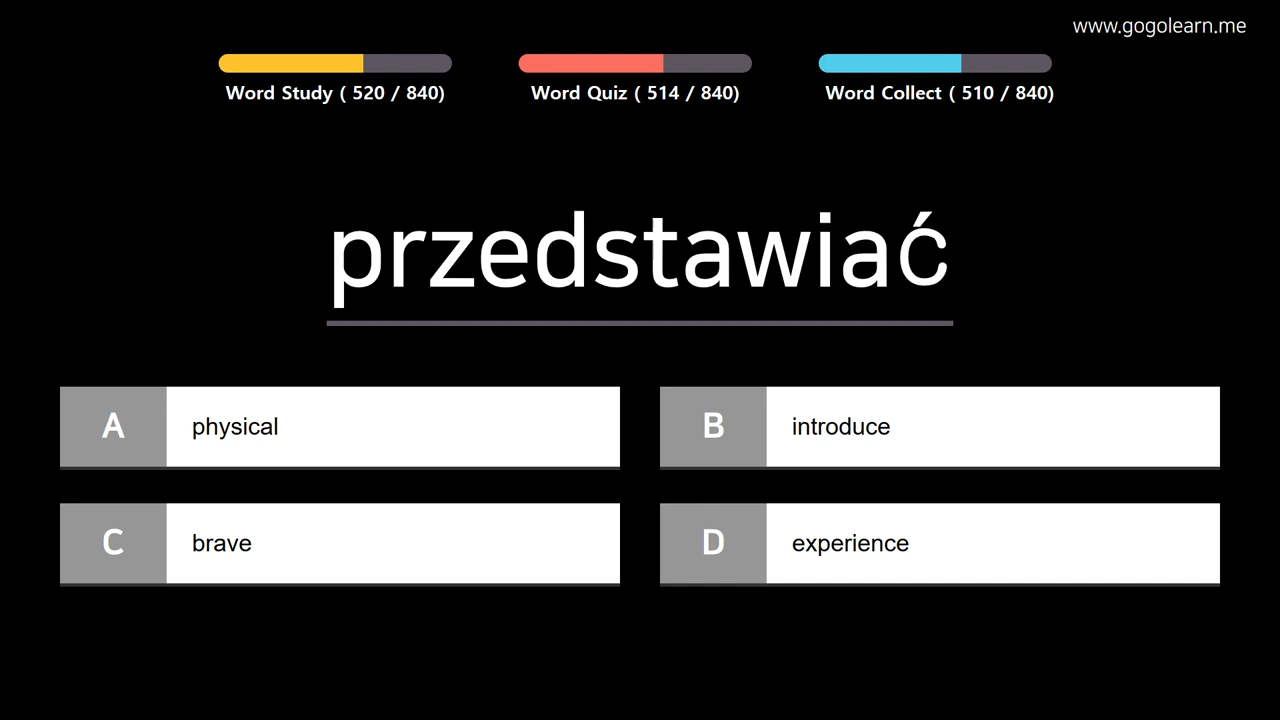 www.gogolearn.me
Word Study ( 520 / 840)
Word Quiz ( 514 / 840)
Word Collect ( 510 / 840)
przedstawiać
A physical
B introduce
C brave
D experience